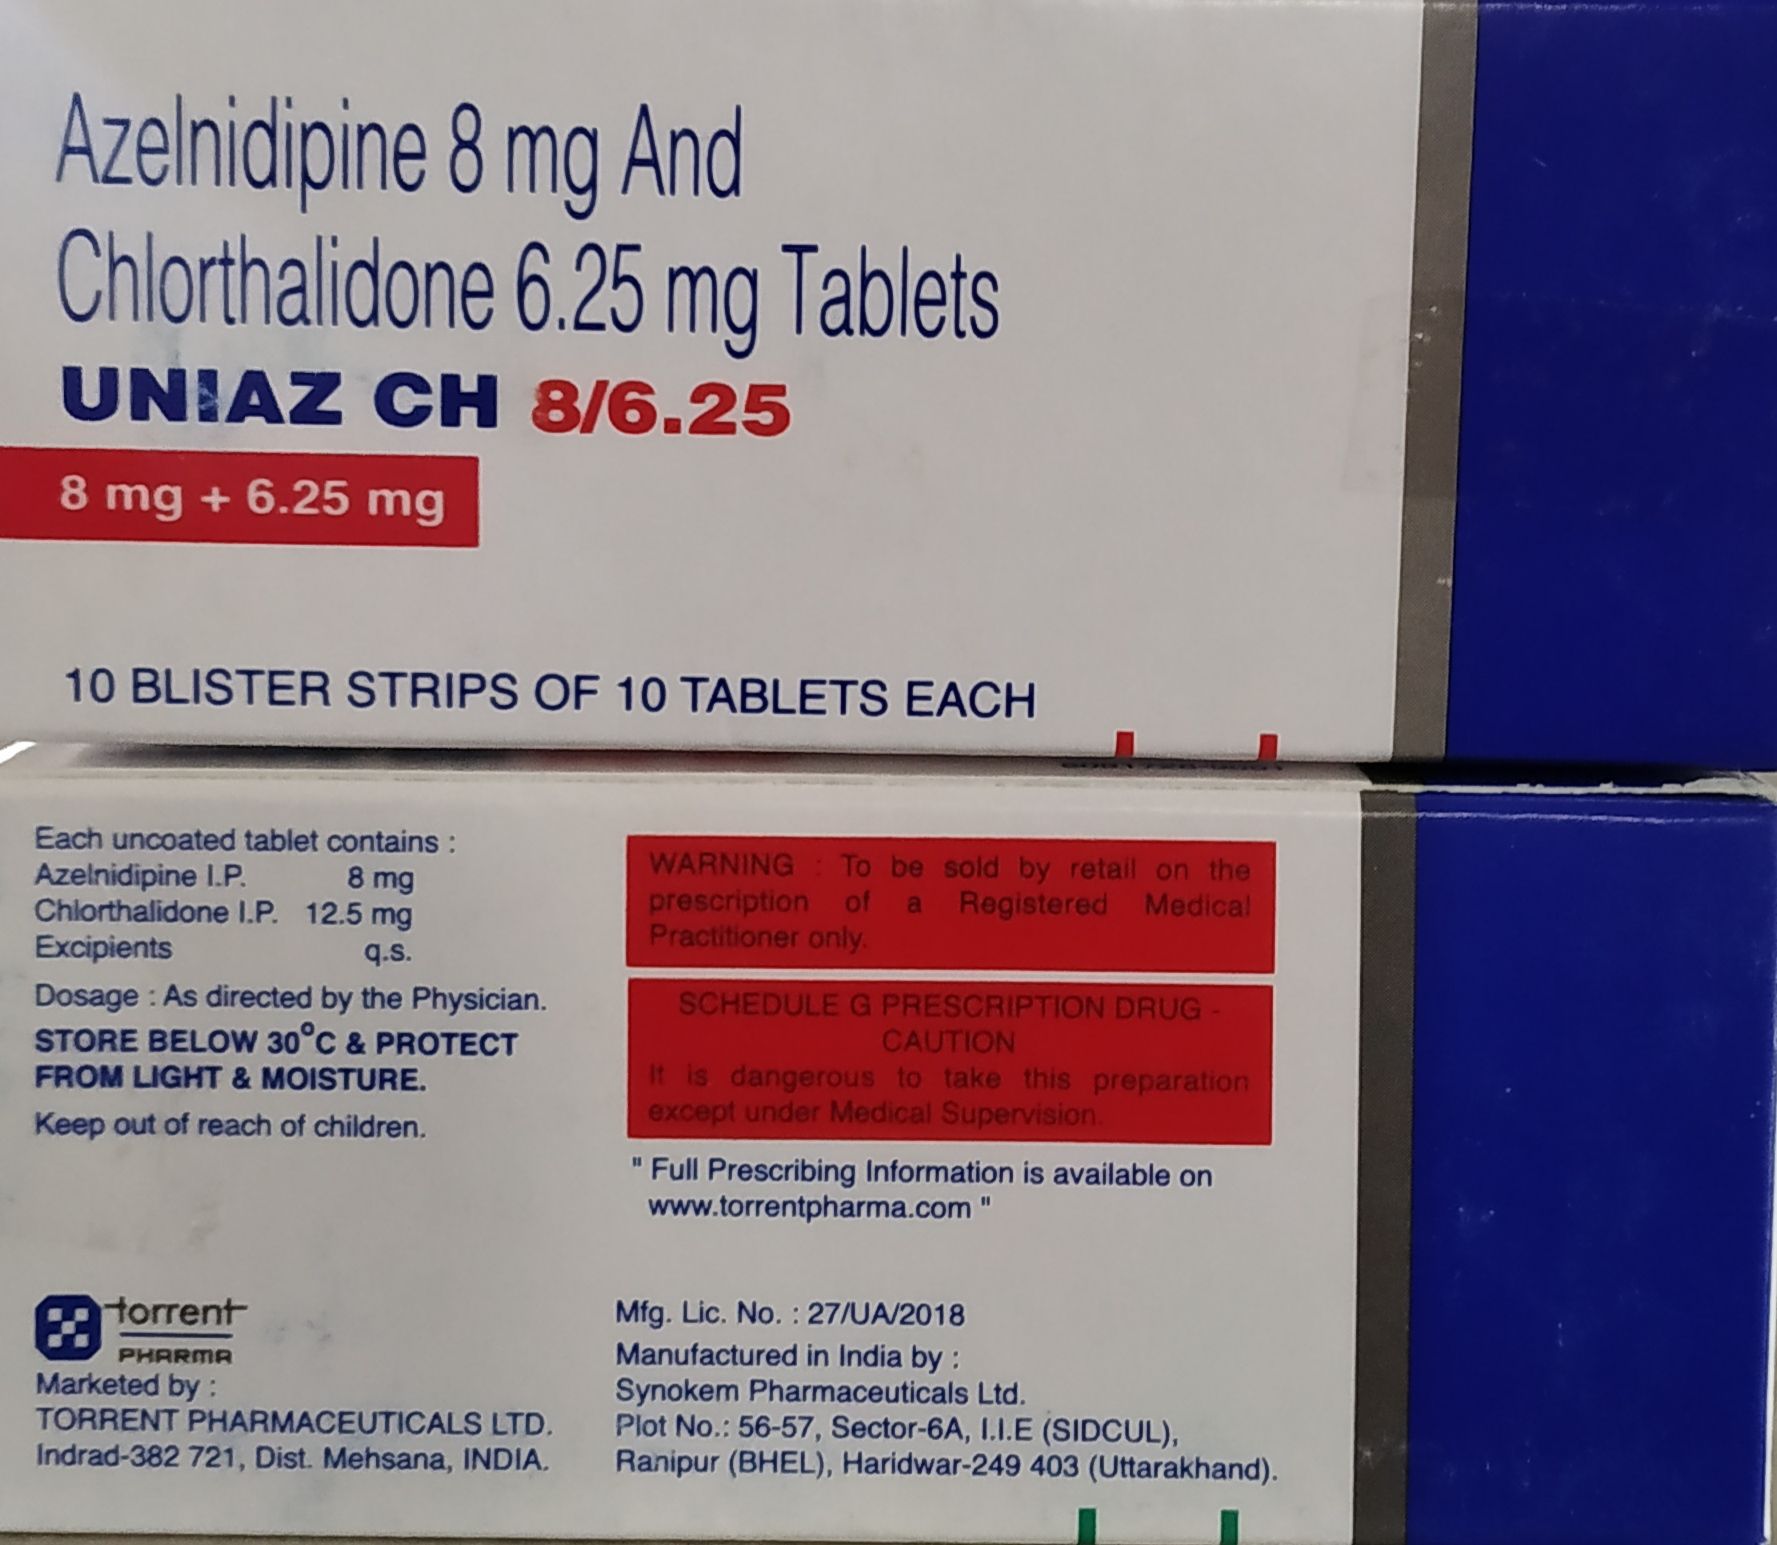 Azelnidipine 8 mg And
Chlorthalidone 6.25 mg Tablets
UNIAZ CH 8/6.25
8 mg + 6.25 mg
10 BLISTER STRIPS OF 10 TABLETS EACH
Each uncoated tablet contains :
Azelnidipine I.P. 8 mg
Chlorthalidone I.P. 12.5 mg
Excipients q.s.
Dosage : As directed by the Physician.
STORE BELOW 30°C & PROTECT
FROM LIGHT & MOISTURE.
Keep out of reach of children.
WARNING : To be sold by retail on the
prescription of a Registered Medical
Practitioner only.
SCHEDULE G PRESCRIPTION DRUG -
CAUTION
It is dangerous to take this preparation
except under Medical Supervision.
" Full Prescribing Information is available on
www.torrentpharma.com "
torrent
PHARMA
Marketed by :
TORRENT PHARMACEUTICALS LTD.
Indrad-382 721, Dist. Mehsana, INDIA.
Mfg. Lic. No. : 27/UA/2018
Manufactured in India by :
Synokem Pharmaceuticals Ltd.
Plot No.: 56-57, Sector-6A, I.I.E (SIDCUL),
Ranipur (BHEL), Haridwar-249 403 (Uttarakhand).